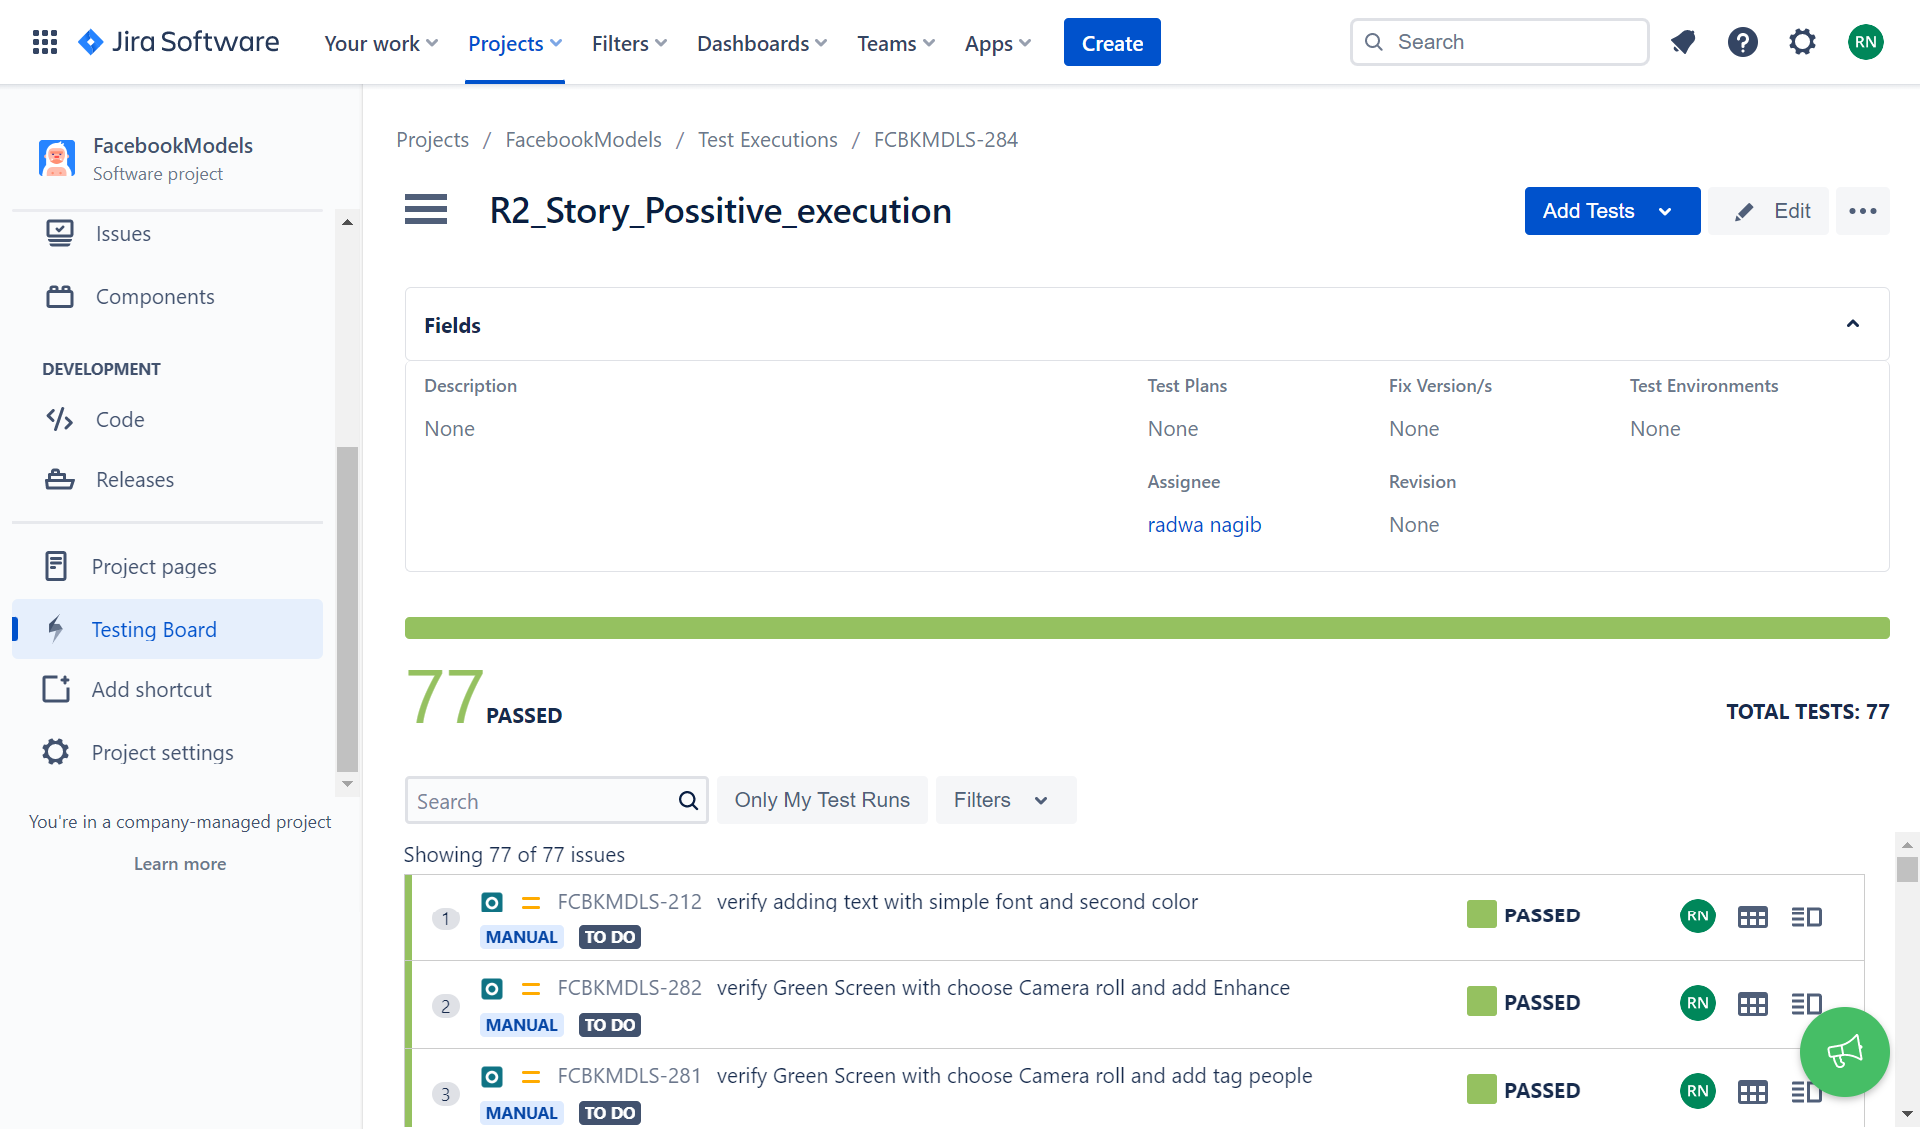 Jira Software
Your work
Projects
Filters
Dashboards
Teams
Apps
Create
Search
RN
FacebookModels
Software project
Issues
Components
DEVELOPMENT
Code
Releases
Project pages
Testing Board
Add shortcut
Project settings
You're in a company-managed project
Learn more
Projects / FacebookModels / Test Executions / FCBKMDLS-284
R2_Story_Possitive_execution
Add Tests
Edit
Fields
Description
None
Test Plans
None
Fix Version/s
None
Test Environments
None
Assignee
radwa nagib
Revision
None
77 PASSED
TOTAL TESTS: 77
Search
Only My Test Runs
Filters
Showing 77 of 77 issues
1 FCBKMDLS-212 verify adding text with simple font and second color PASSED RN
MANUAL TO DO
2 FCBKMDLS-282 verify Green Screen with choose Camera roll and add Enhance PASSED RN
MANUAL TO DO
3 FCBKMDLS-281 verify Green Screen with choose Camera roll and add tag people PASSED RN
MANUAL TO DO